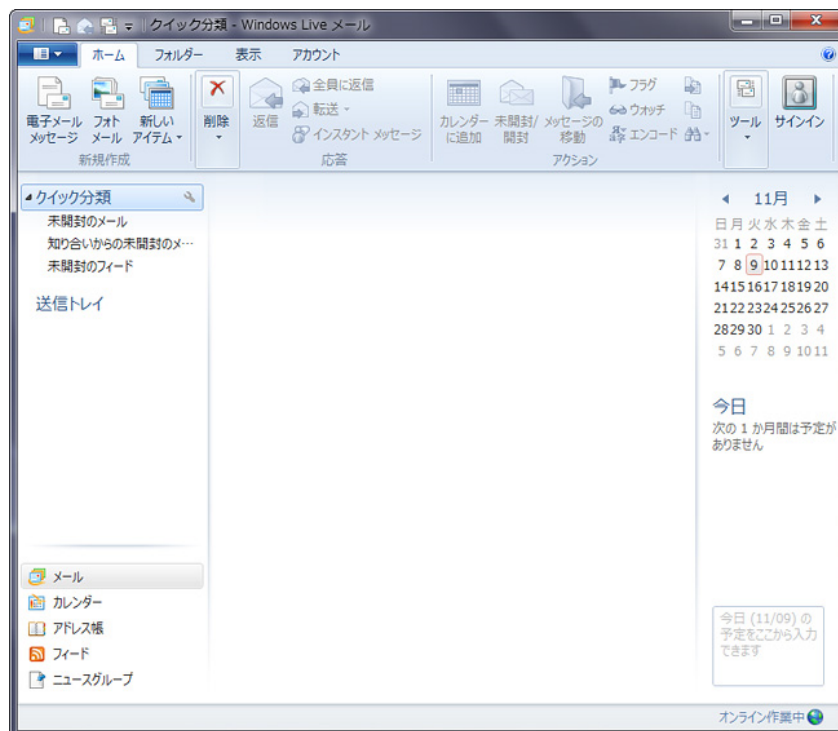 クイック分類 - Windows Live メール
ホーム フォルダー 表示 アカウント
電子メール メッセージ
フォト メール
新しい アイテム
新規作成
削除
返信
全員に返信
転送
インスタント メッセージ
応答
カレンダーに追加
未開封/開封
メッセージの移動
フラグ
ウォッチ
エンコード
アクション
ツール
サインイン
クイック分類
未開封のメール
知り合いからの未開封のメ…
未開封のフィード
送信トレイ
メール
カレンダー
アドレス帳
フィード
ニュースグループ
11月
日 月 火 水 木 金 土
31 1 2 3 4 5 6
7 8 9 10 11 12 13
14 15 16 17 18 19 20
21 22 23 24 25 26 27
28 29 30 1 2 3 4
5 6 7 8 9 10 11
今日
次の 1 か月間は予定が
ありません
今日 (11/09) の
予定をここから入力
できます
オンライン作業中